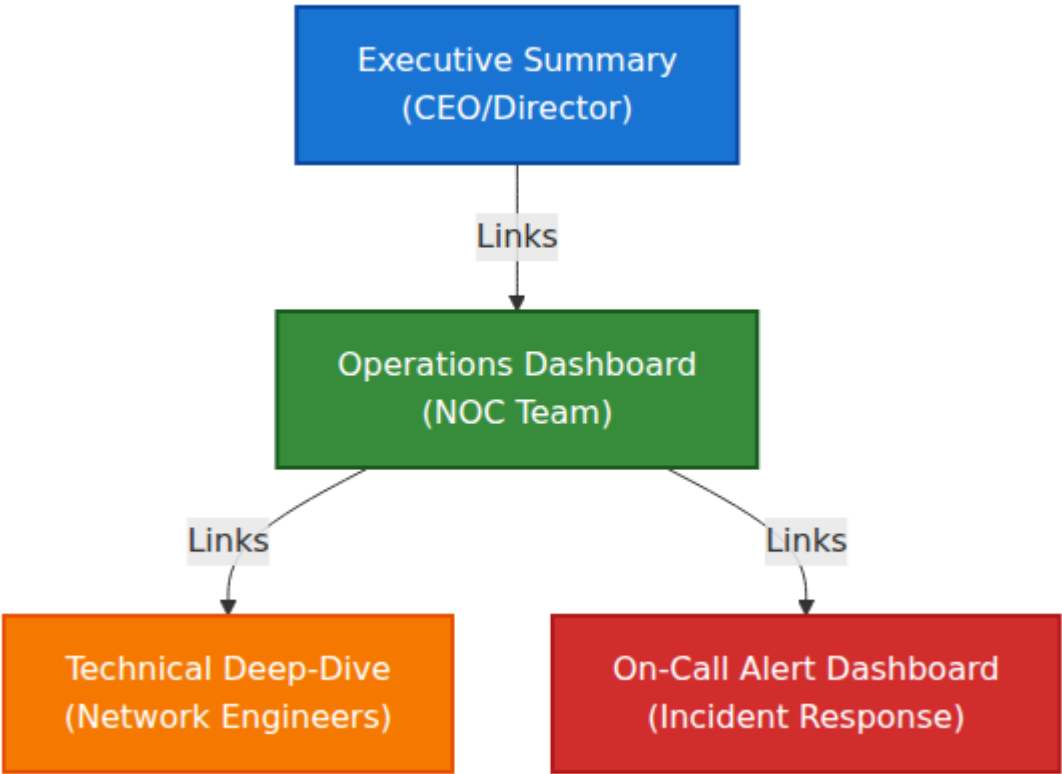 Executive Summary
(CEO/Director)
Links
Operations Dashboard
(NOC Team)
Links
Links
Technical Deep-Dive
(Network Engineers)
On-Call Alert Dashboard
(Incident Response)